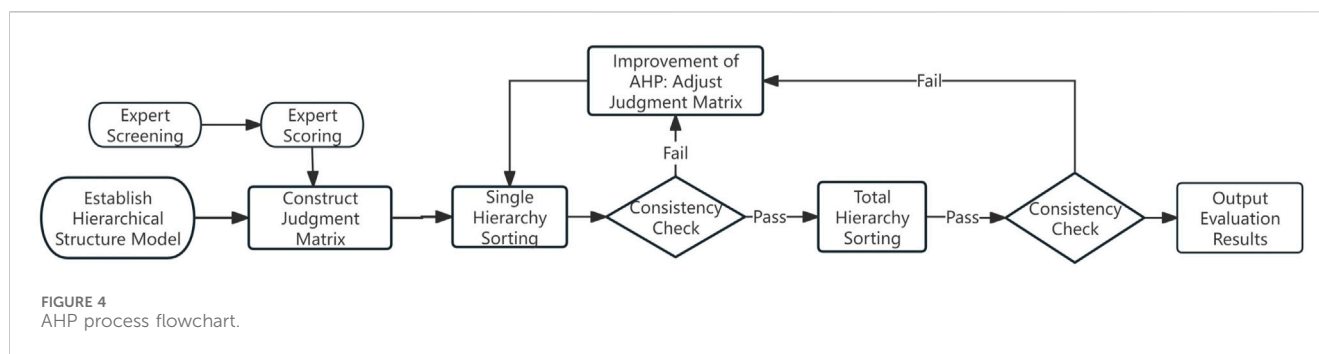 Improvement of
AHP: Adjust
Judgment Matrix
Fail
Expert
Screening
Expert
Scoring
Fail
Establish
Hierarchical
Structure Model
Construct
Judgment
Matrix
Single
Hierarchy
Sorting
Consistency
Check
Pass
Total
Hierarchy
Sorting
Pass
Consistency
Check
Output
Evaluation
Results
FIGURE 4
AHP process flowchart.